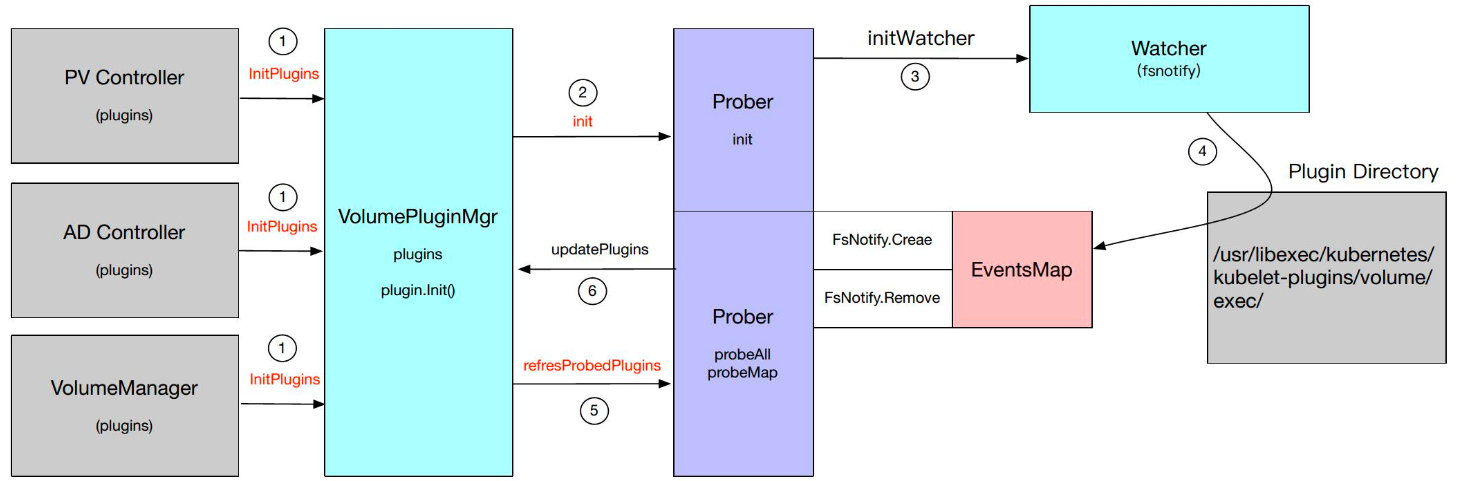 PV Controller
(plugins)
1
InitPlugins
AD Controller
(plugins)
1
InitPlugins
VolumeManager
(plugins)
1
InitPlugins
VolumePluginMgr
plugins
plugin.Init()
2
init
updatePlugins
6
refresProbedPlugins
5
Prober
init
Prober
probeAll
probeMap
initWatcher
3
Watcher
(fsnotify)
4
FsNotify.Creae
FsNotify.Remove
EventsMap
Plugin Directory
/usr/libexec/kubernetes/
kubelet-plugins/volume/
exec/